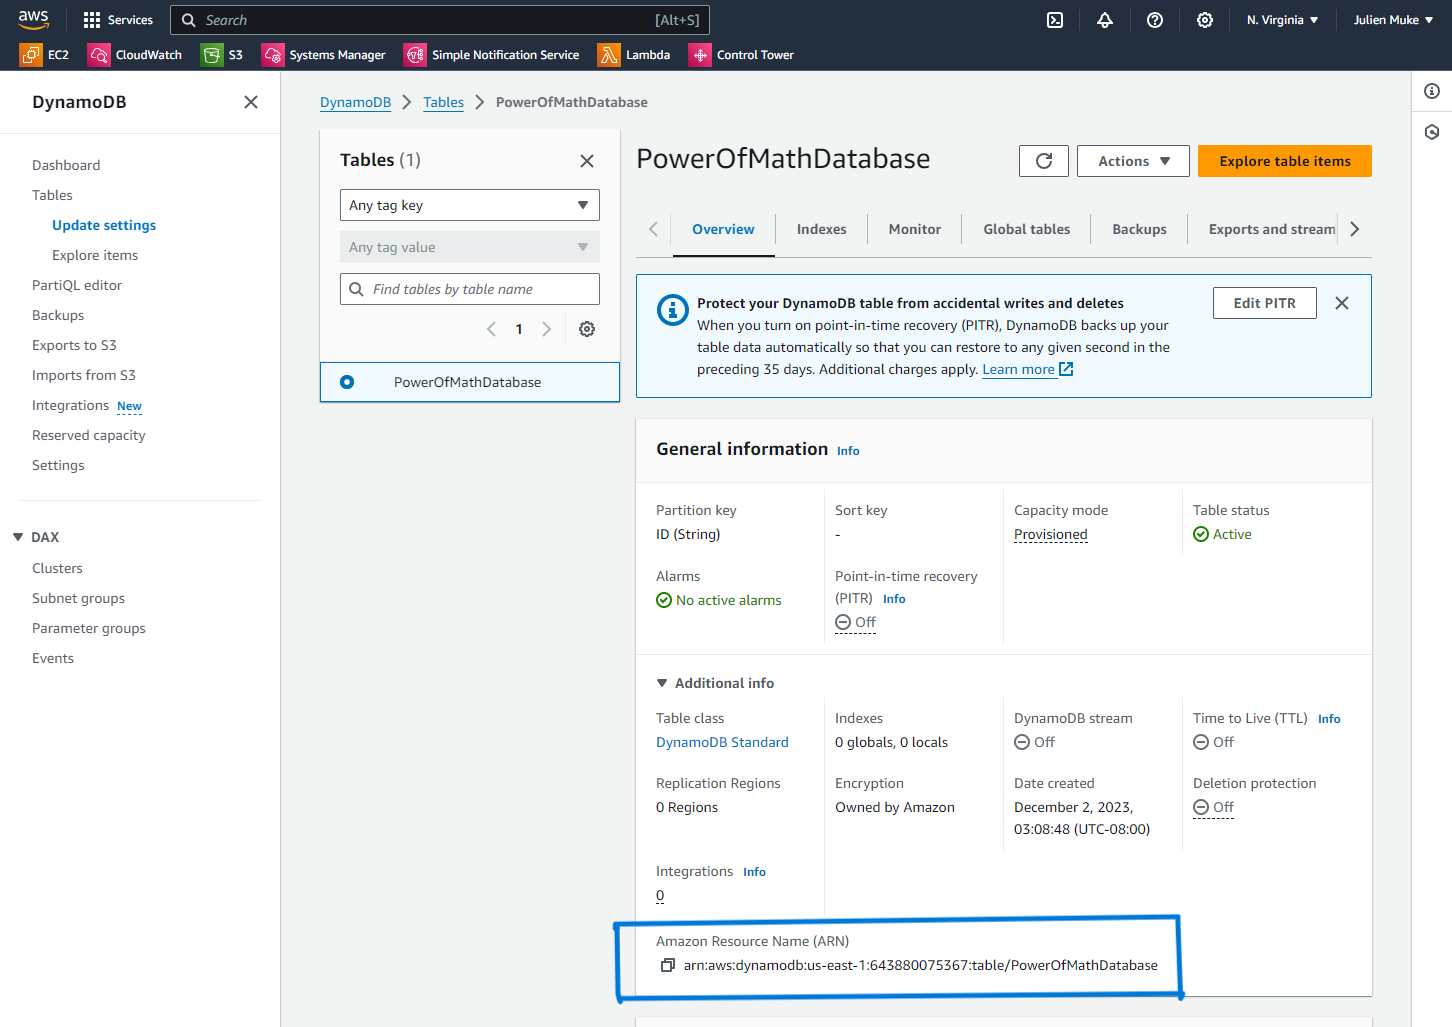 aws
Services
Search
[Alt+S]
N. Virginia
Julien Muke
EC2
CloudWatch
S3
Systems Manager
Simple Notification Service
Lambda
Control Tower
DynamoDB
Dashboard
Tables
Update settings
Explore items
PartiQL editor
Backups
Exports to S3
Imports from S3
Integrations New
Reserved capacity
Settings
DAX
Clusters
Subnet groups
Parameter groups
Events
DynamoDB
Tables
PowerOfMathDatabase
Tables (1)
Any tag key
Any tag value
Find tables by table name
1
PowerOfMathDatabase
PowerOfMathDatabase
Actions
Explore table items
Overview
Indexes
Monitor
Global tables
Backups
Exports and stream
Protect your DynamoDB table from accidental writes and deletes
When you turn on point-in-time recovery (PITR), DynamoDB backs up your
table data automatically so that you can restore to any given second in the
preceding 35 days. Additional charges apply. Learn more
Edit PITR
General information Info
Partition key
ID (String)
Sort key
-
Capacity mode
Provisioned
Table status
Active
Alarms
No active alarms
Point-in-time recovery
(PITR) Info
Off
Additional info
Table class
DynamoDB Standard
Indexes
0 globals, 0 locals
DynamoDB stream
Off
Time to Live (TTL) Info
Off
Replication Regions
0 Regions
Encryption
Owned by Amazon
Date created
December 2, 2023,
03:08:48 (UTC-08:00)
Deletion protection
Off
Integrations Info
0
Amazon Resource Name (ARN)
arn:aws:dynamodb:us-east-1:643880075367:table/PowerOfMathDatabase